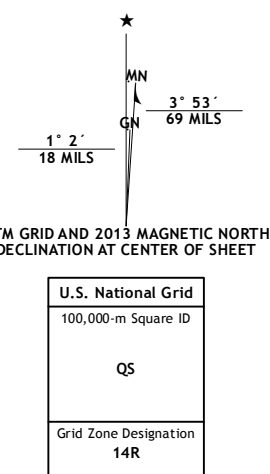 ★
MN
GN
3° 53´
69 MILS
1° 2´
18 MILS
TM GRID AND 2013 MAGNETIC NORTH
DECLINATION AT CENTER OF SHEET
U.S. National Grid
100,000-m Square ID
QS
Grid Zone Designation
14R